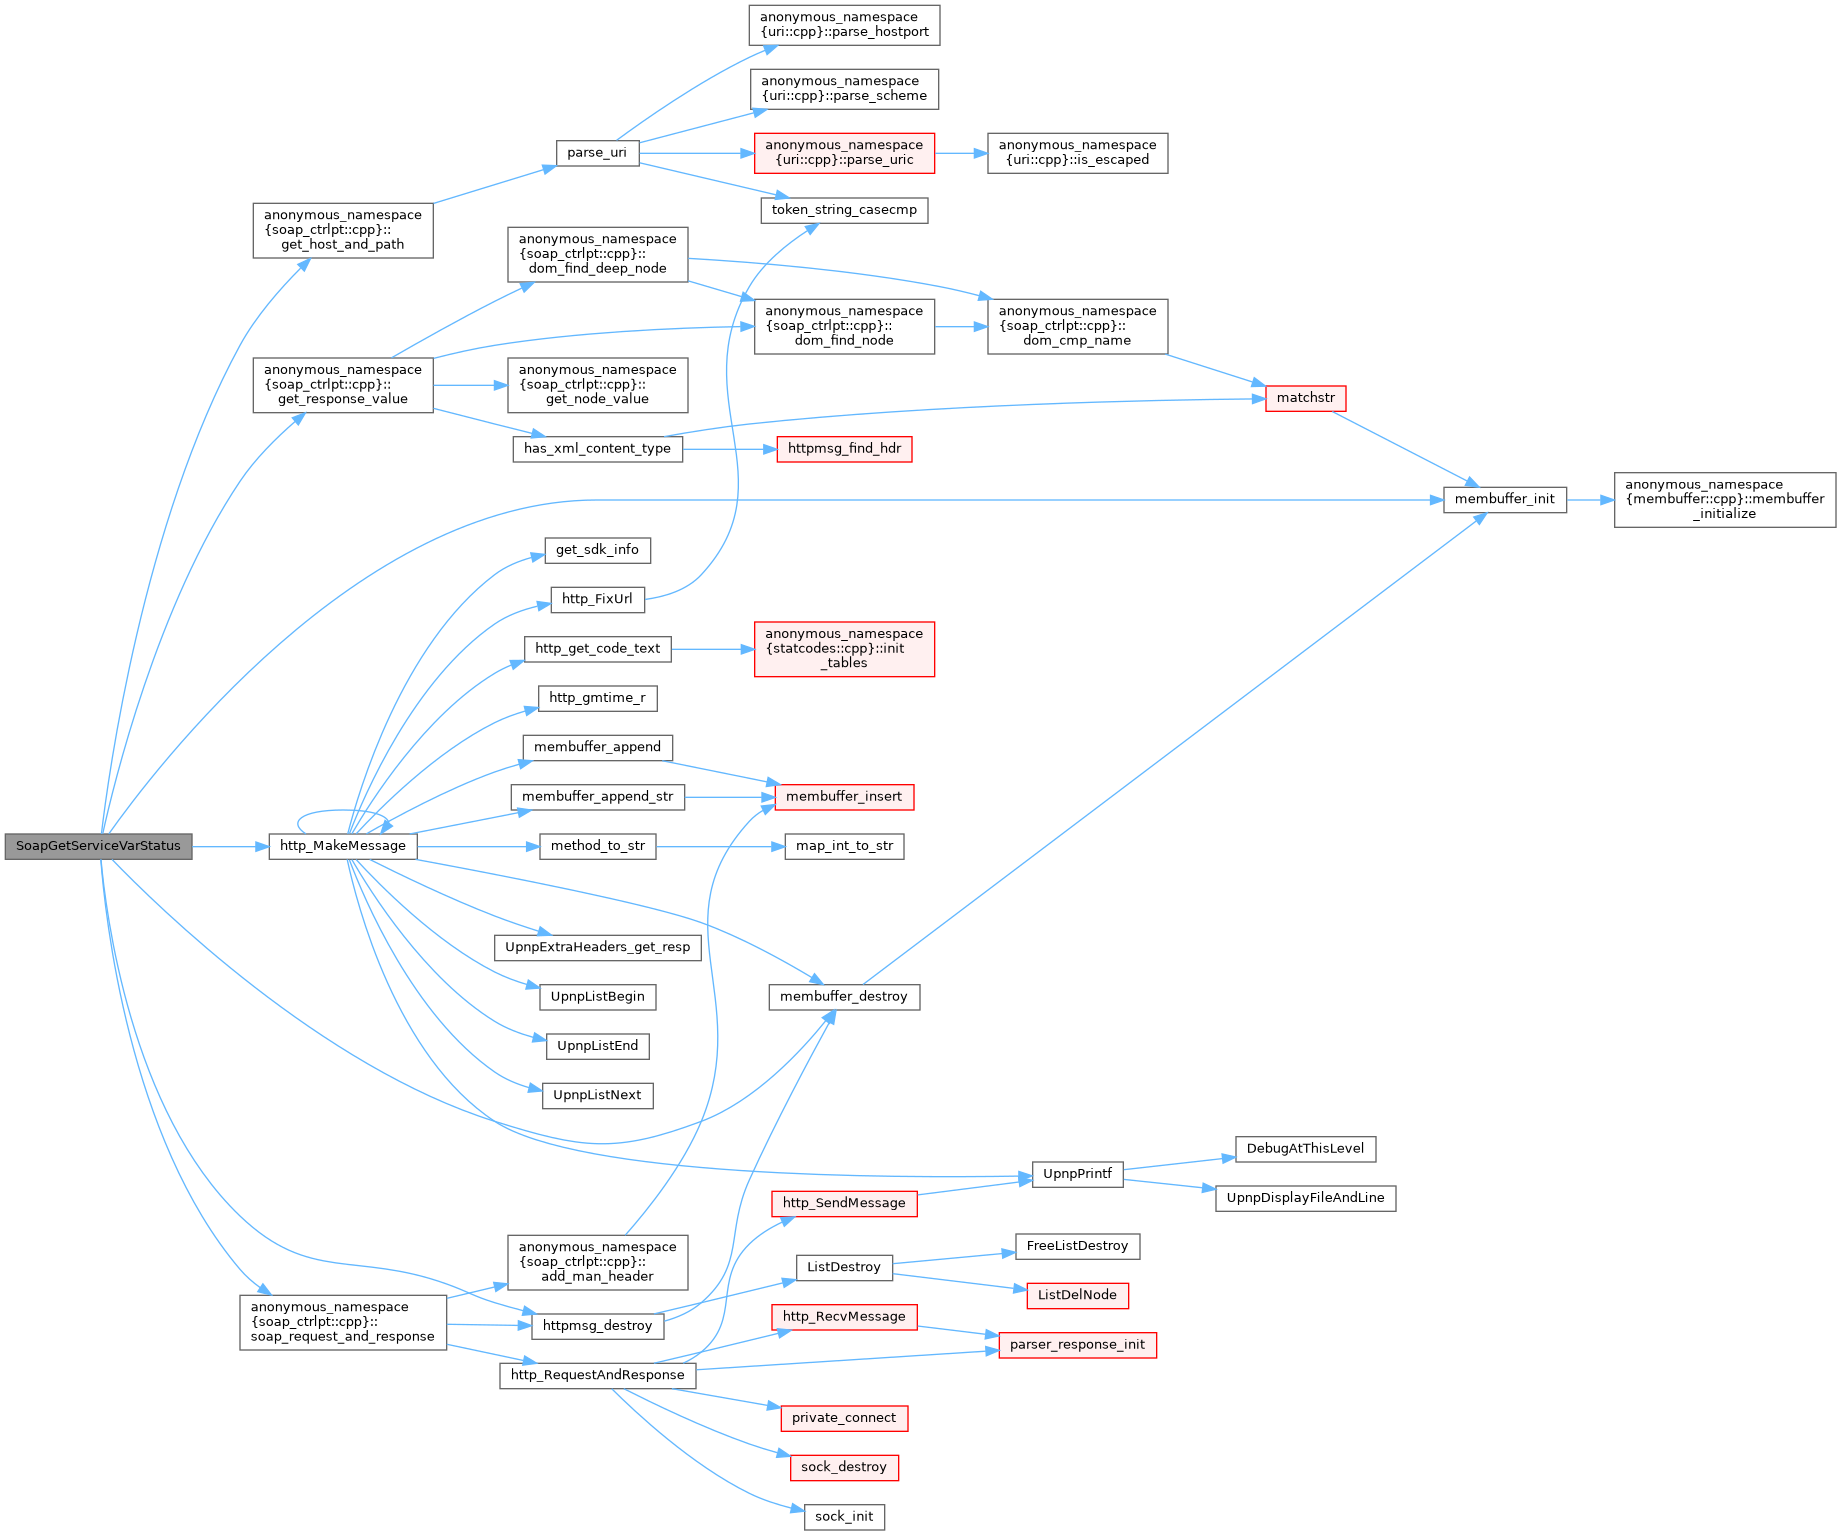 anonymous_namespace
{uri::cpp}::parse_hostport
anonymous_namespace
{uri::cpp}::parse_scheme
parse_uri
anonymous_namespace
{uri::cpp}::parse_uric
anonymous_namespace
{uri::cpp}::is_escaped
token_string_casecmp
anonymous_namespace
{soap_ctrlpt::cpp}::
get_host_and_path
anonymous_namespace
{soap_ctrlpt::cpp}::
dom_find_deep_node
anonymous_namespace
{soap_ctrlpt::cpp}::
dom_find_node
anonymous_namespace
{soap_ctrlpt::cpp}::
dom_cmp_name
anonymous_namespace
{soap_ctrlpt::cpp}::
get_response_value
anonymous_namespace
{soap_ctrlpt::cpp}::
get_node_value
matchstr
has_xml_content_type
httpmsg_find_hdr
membuffer_init
anonymous_namespace
{membuffer::cpp}::membuffer
_initialize
get_sdk_info
http_FixUrl
http_get_code_text
anonymous_namespace
{statcodes::cpp}::init
_tables
http_gmtime_r
membuffer_append
membuffer_append_str
membuffer_insert
SoapGetServiceVarStatus
http_MakeMessage
method_to_str
map_int_to_str
UpnpExtraHeaders_get_resp
UpnpListBegin
membuffer_destroy
UpnpListEnd
UpnpListNext
UpnpPrintf
DebugAtThisLevel
UpnpDisplayFileAndLine
http_SendMessage
anonymous_namespace
{soap_ctrlpt::cpp}::
add_man_header
ListDestroy
FreeListDestroy
ListDelNode
anonymous_namespace
{soap_ctrlpt::cpp}::
soap_request_and_response
httpmsg_destroy
http_RecvMessage
parser_response_init
http_RequestAndResponse
private_connect
sock_destroy
sock_init